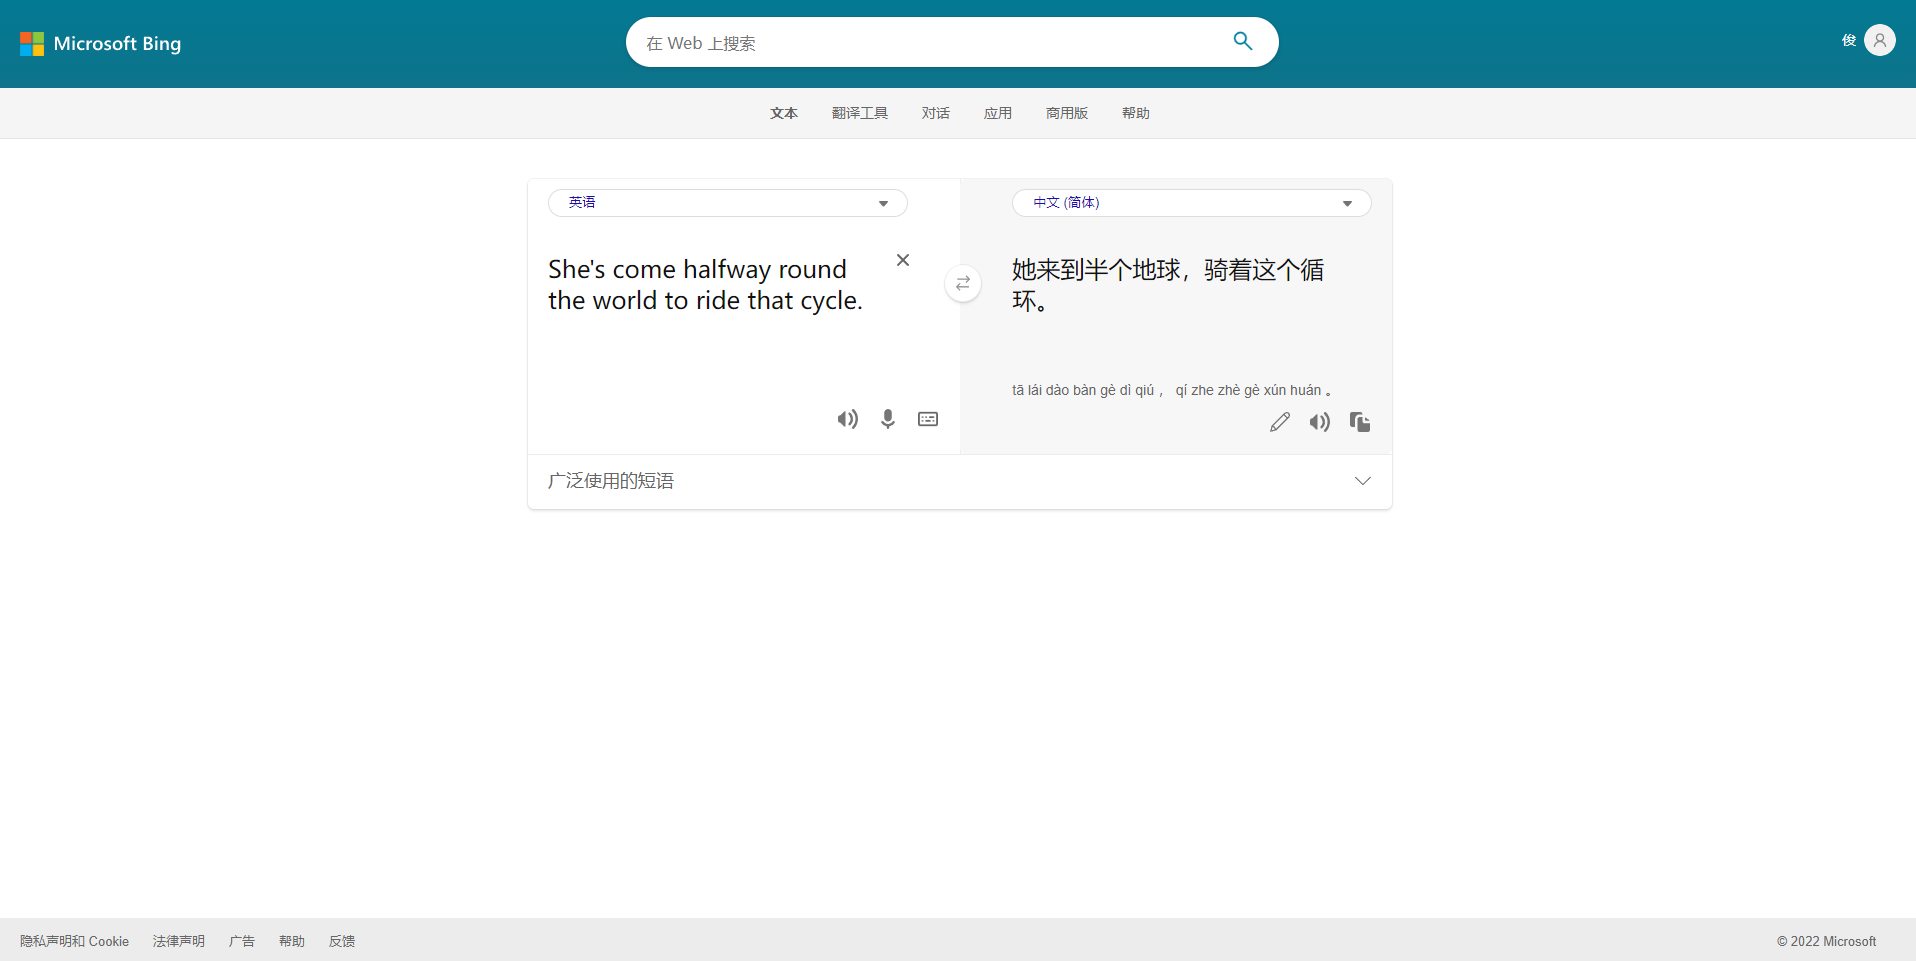 Microsoft Bing
在 Web 上搜索
俊
文本
翻译工具
对话
应用
商用版
帮助
英语
中文 (简体)
She's come halfway round
the world to ride that cycle.
她来到半个地球，骑着这个循
环。
tā lái dào bàn gè dì qiú ， qí zhe zhè gè xún huán 。
广泛使用的短语
隐私声明和 Cookie
法律声明
广告
帮助
反馈
© 2022 Microsoft